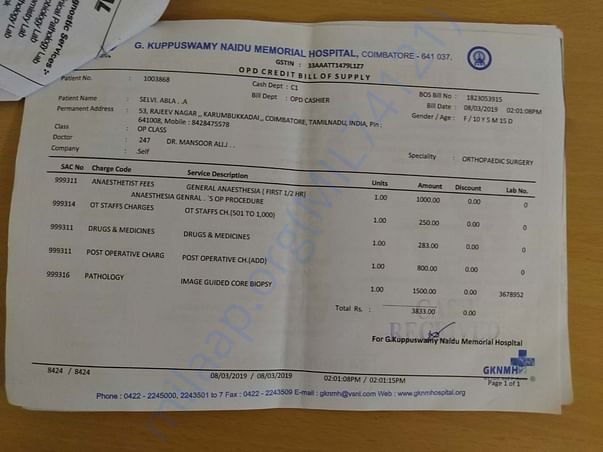 gnostic Services :-
inical Pathology Lab
G. KUPPUSWAMY NAIDU MEMORIAL HOSPITAL, COIMBATORE - 641 037.
GSTIN : 33AAATT1479L1Z7
OPD CREDIT BILL OF SUPPLY
Patient No. : 1003868 Cash Dept : C1 BOS Bill No : 1823053915
Bill Dept : OPD CASHIER Bill Date : 08/03/2019 02:01:08PM
Patient Name : SELVI. ABLA . .A Gender / Age : F / 10 Y 5 M 15 D
Permanent Address : 53, RAJEEV NAGAR ,, KARUMBUKKADAI,, COIMBATORE, TAMILNADU, INDIA, Pin :
641008, Mobile : 8428475578
Class : OP CLASS
Doctor : 247 DR. MANSOOR ALI.J . . Speciality : ORTHOPAEDIC SURGERY
Company : .Self
SAC No Charge Code Service Description Units Amount Discount Lab No.
999311 ANAESTHETIST FEES GENERAL ANAESTHESIA ( FIRST 1/2 HR) 1.00 1000.00 0.00 0
ANAESTHESIA GENRAL . 'S OP PROCEDURE
999314 OT STAFFS CHARGES OT STAFFS CH.(501 TO 1,000) 1.00 250.00 0.00 0
999311 DRUGS & MEDICINES DRUGS & MEDICINES 1.00 283.00 0.00 0
999311 POST OPERATIVE CHARG POST OPERATIVE CH.(ADD) 1.00 800.00 0.00 0
999316 PATHOLOGY IMAGE GUIDED CORE BIOPSY 1.00 1500.00 0.00 3678952
Total Rs. : 3833.00 0.00
CASH
RECEIVED
For G.Kuppuswamy Naidu Memorial Hospital
GKNMH
8424 / 8424 08/03/2019 / 08/03/2019 02:01:08PM / 02:01:15PM Page 1 of 1
Phone : 0422 - 2245000, 2243501 to 7 Fax : 0422 - 2243509 E-mail : gknmh@vsnl.com Web : www.gknmhospital.org